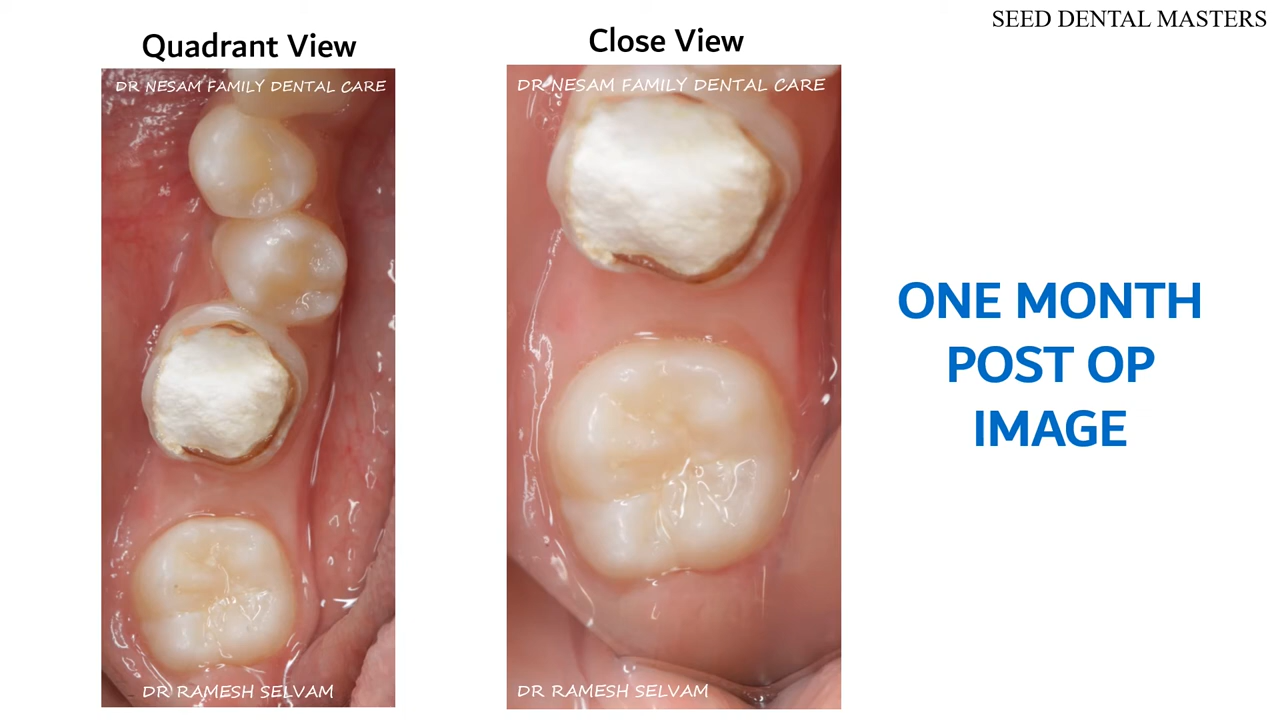 SEED DENTAL MASTERS
Quadrant View
Close View
DR NESAM FAMILY DENTAL CARE
DR NESAM FAMILY DENTAL CARE
ONE MONTH
POST OP
IMAGE
DR RAMESH SELVAM
DR RAMESH SELVAM